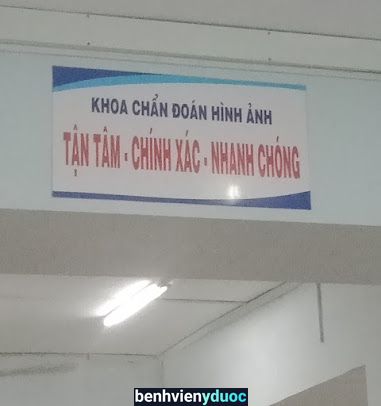 KHOA CHẨN ĐOÁN HÌNH ẢNH
TẬN TÂM - CHÍNH XÁC - NHANH CHÓNG
benhvienyduoc